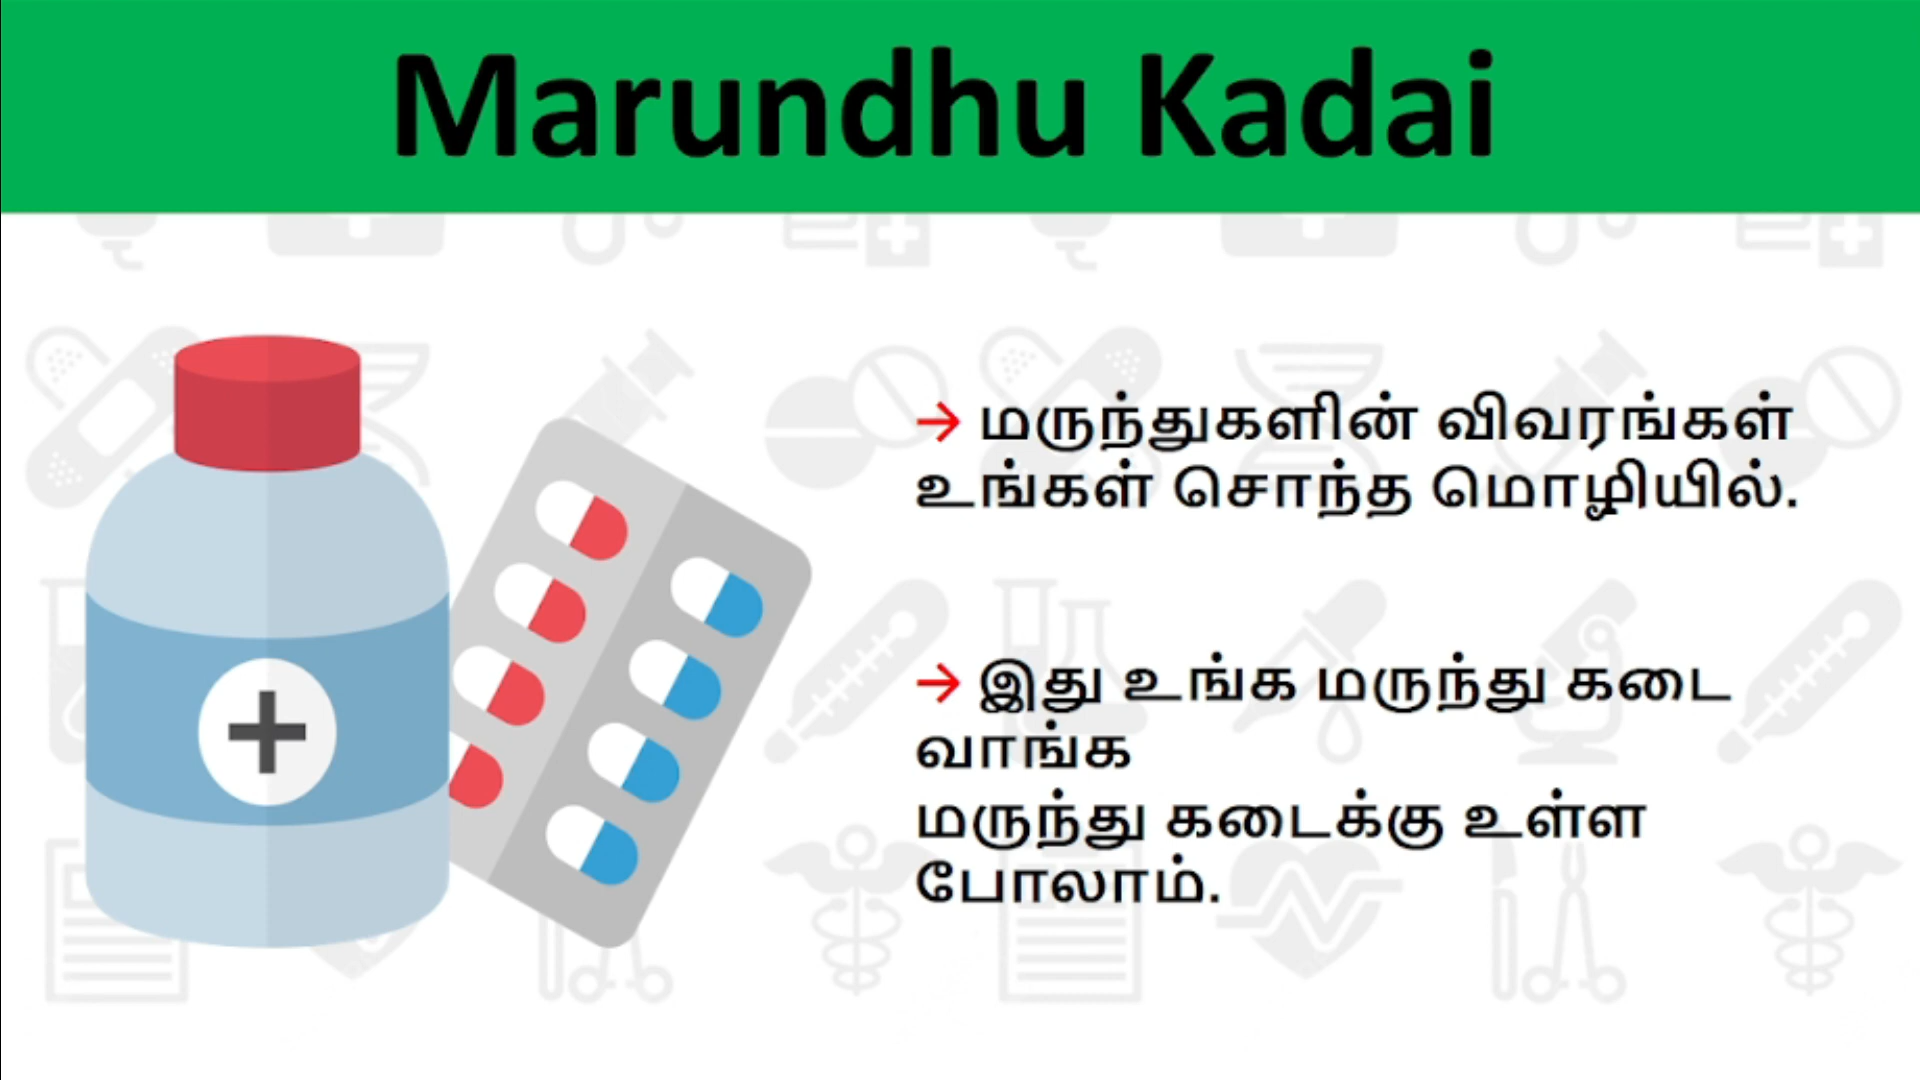 Marundhu Kadai
→ மருந்துகளின் விவரங்கள்
உங்கள் சொந்த மொழியில்.
→ இது உங்க மருந்து கடை
வாங்க
மருந்து கடைக்கு உள்ள
போலாம்.